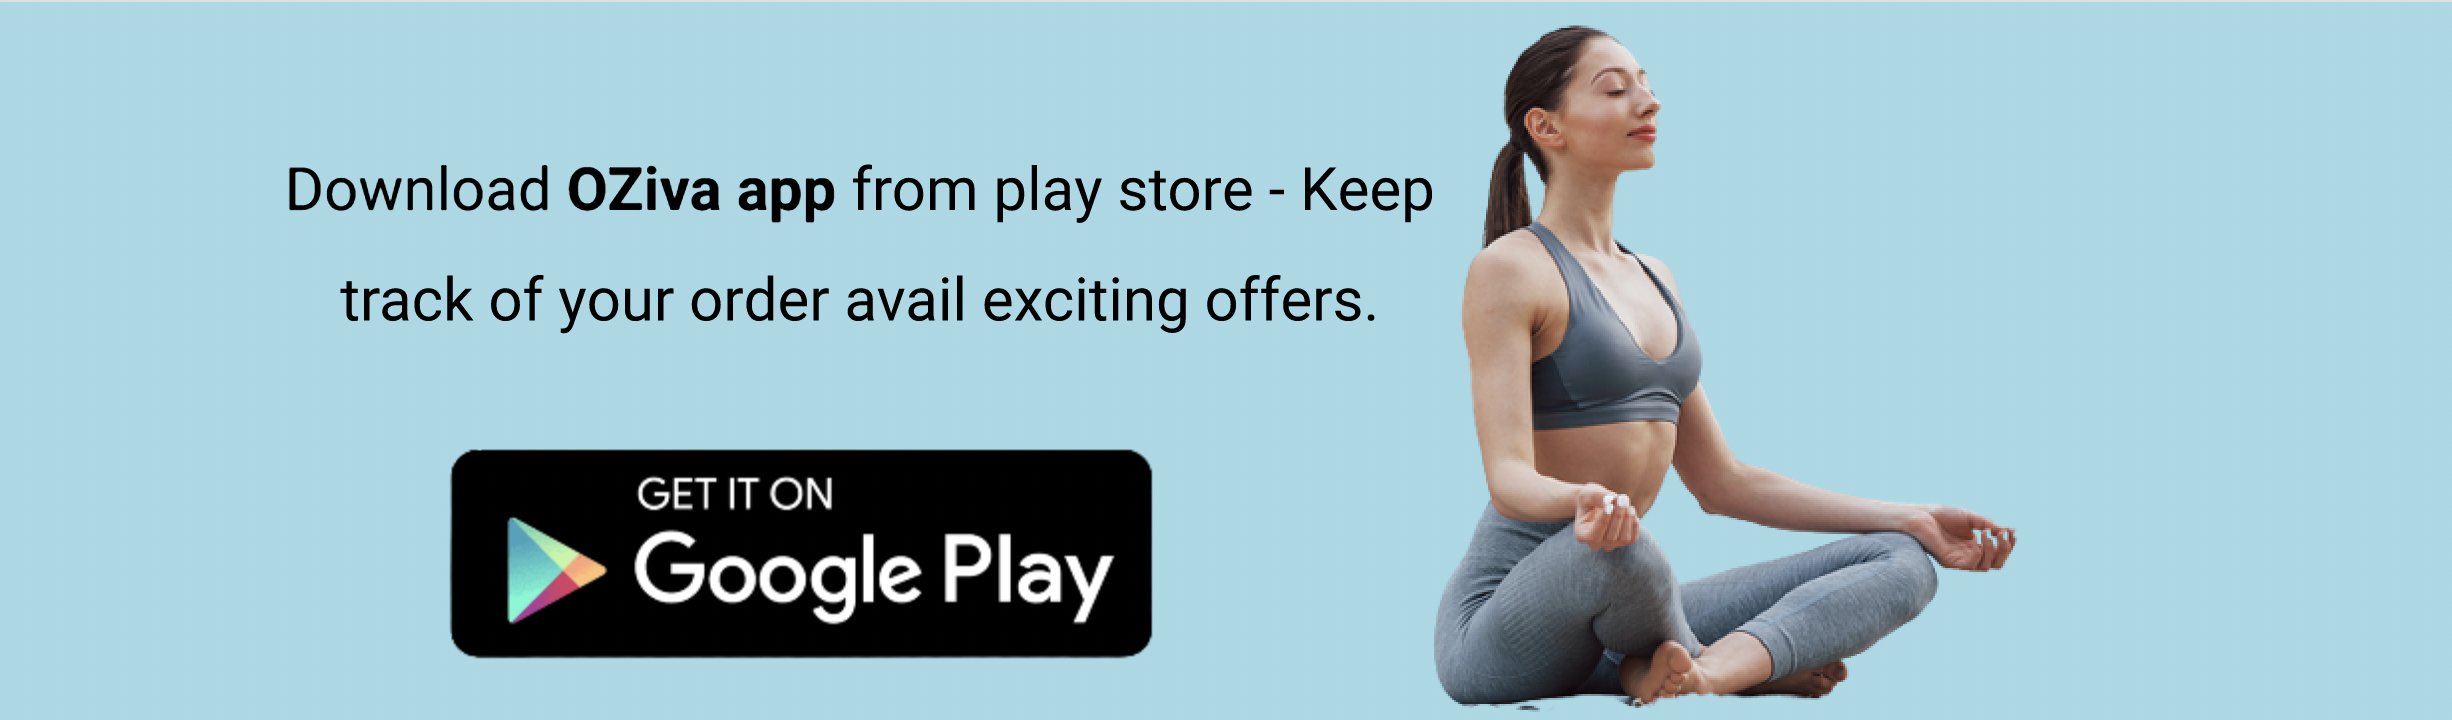 Download OZiva app from play store - Keep
track of your order avail exciting offers.
GET IT ON
Google Play